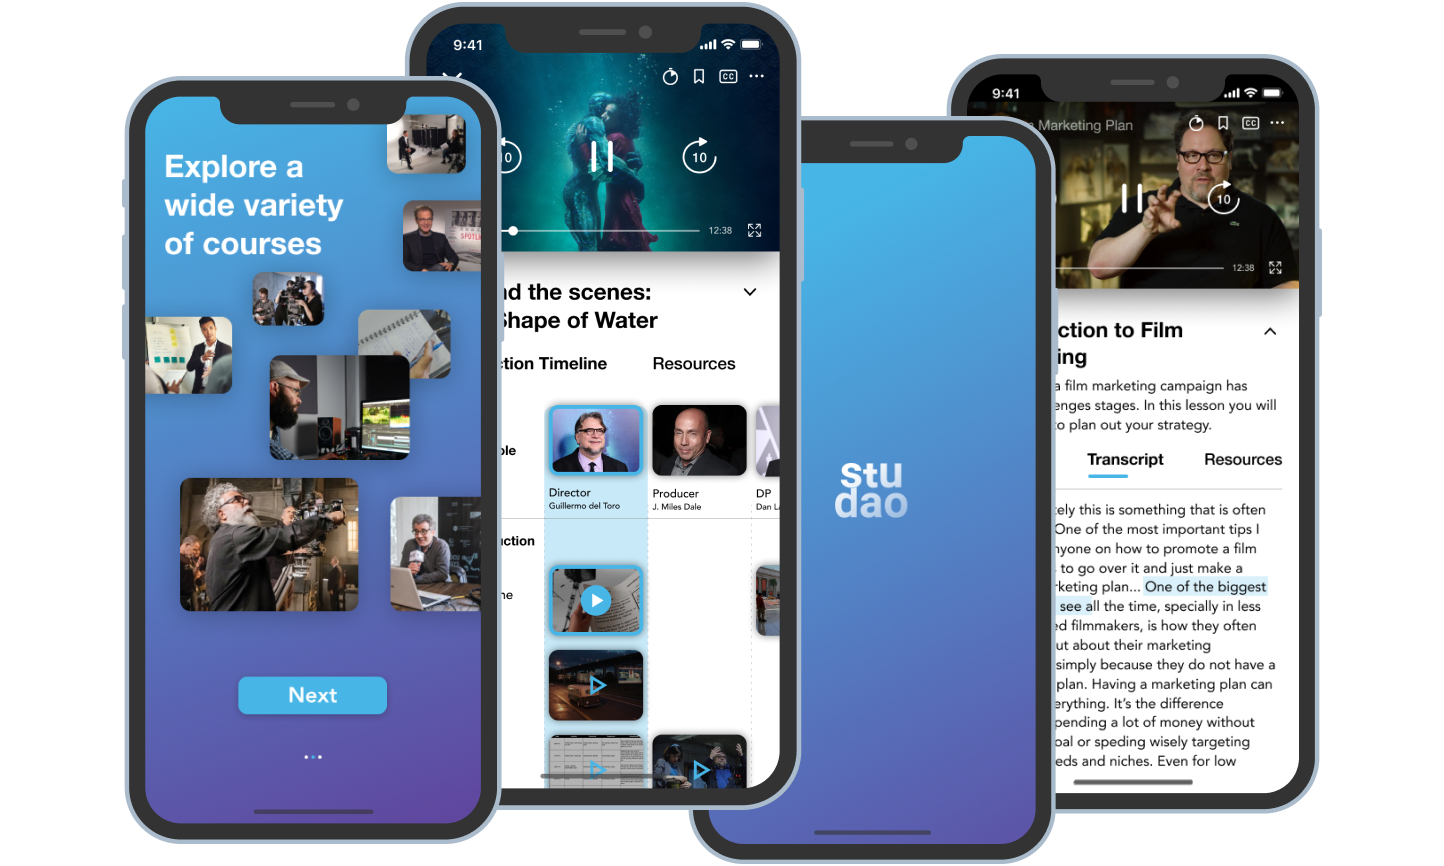 Explore a
wide variety
of courses
SPOTLI
Next
9:41
CC
10
10
12:38
nd the scenes:
Shape of Water
ction Timeline
Resources
ple
Director
Guillermo del Toro
Producer
J. Miles Dale
DP
Dan La
uction
ne
stu
dao
9:41
Marketing Plan
CC
10
12:38
ction to Film
ing
a film marketing campaign has
enges stages. In this lesson you will
to plan out your strategy.
Transcript
Resources
tely this is something that is often
One of the most important tips I
nyone on how to promote a film
to go over it and just make a
rketing plan... One of the biggest
see all the time, specially in less
ed filmmakers, is how they often
ut about their marketing
simply because they do not have a
plan. Having a marketing plan can
erything. It's the difference
pending a lot of money without
oal or speding wisely targeting
eds and niches. Even for low